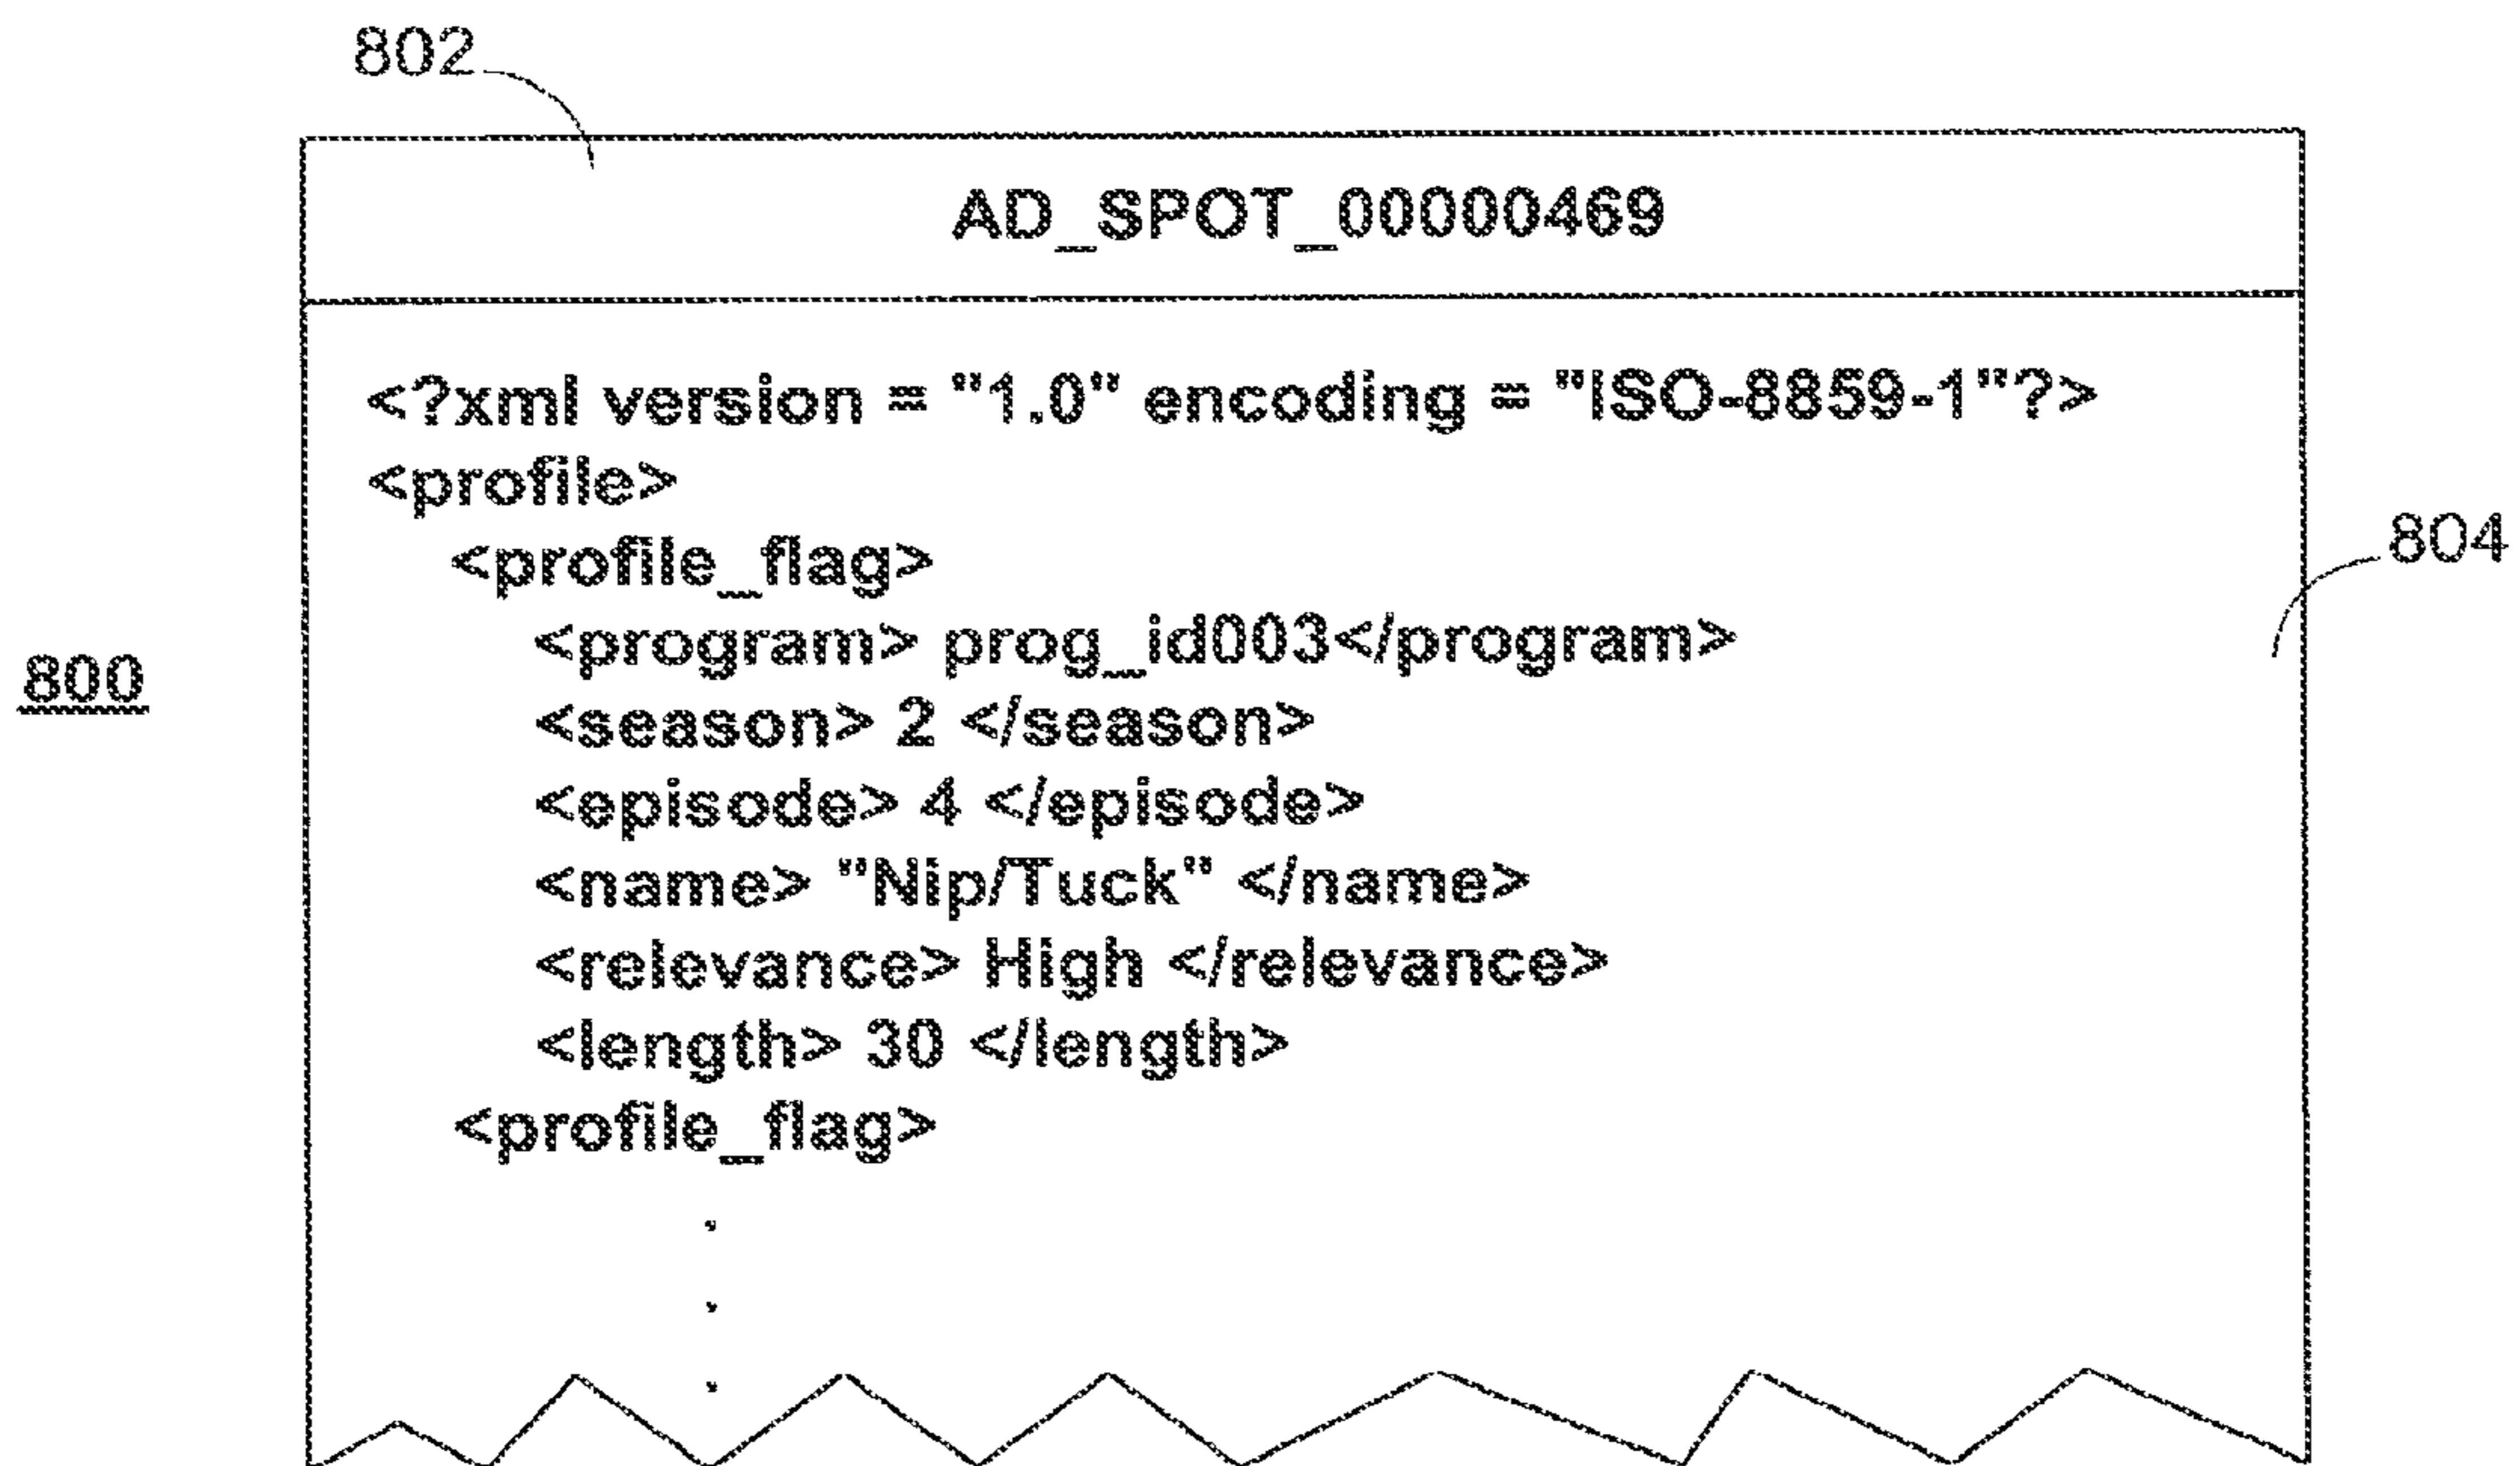 802
AD_SPOT_00000469
<?xml version = "1.0" encoding = "ISO-8859-1"?>
<profile>
<profile_flag>
804
<program> prog_id003</program>
800
<season> 2 </season>
<episode> 4 </episode>
<name> "Nip/Tuck" </name>
<relevance> High </relevance>
<length> 30 </length>
<profile_flag>